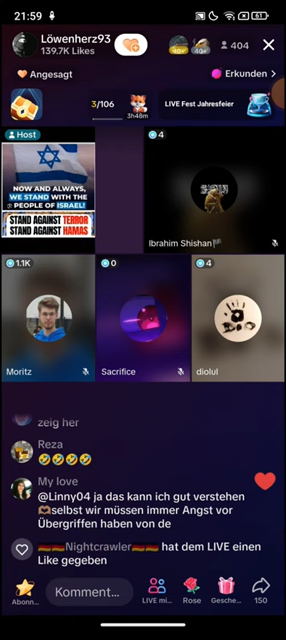 21:59
61
Löwenherz93
139.7K Likes
404
Angesagt
Erkunden >
3/106
3h48m
LIVE Fest Jahresfeier
Host
NOW AND ALWAYS,
WE STAND WITH THE
PEOPLE OF ISRAEL!
STAND AGAINST TERROR
STAND AGAINST HAMAS
4
Ibrahim Shishan
1.1K
Moritz
0
Sacrifice
4
diolul
zeig her
Reza
My love
@Linny04 ja das kann ich gut verstehen
selbst wir müssen immer Angst vor
Übergriffen haben von de
Nightcrawler hat dem LIVE einen
Like gegeben
Abonn...
Komment...
LIVE mi...
Rose
Gesche...
150